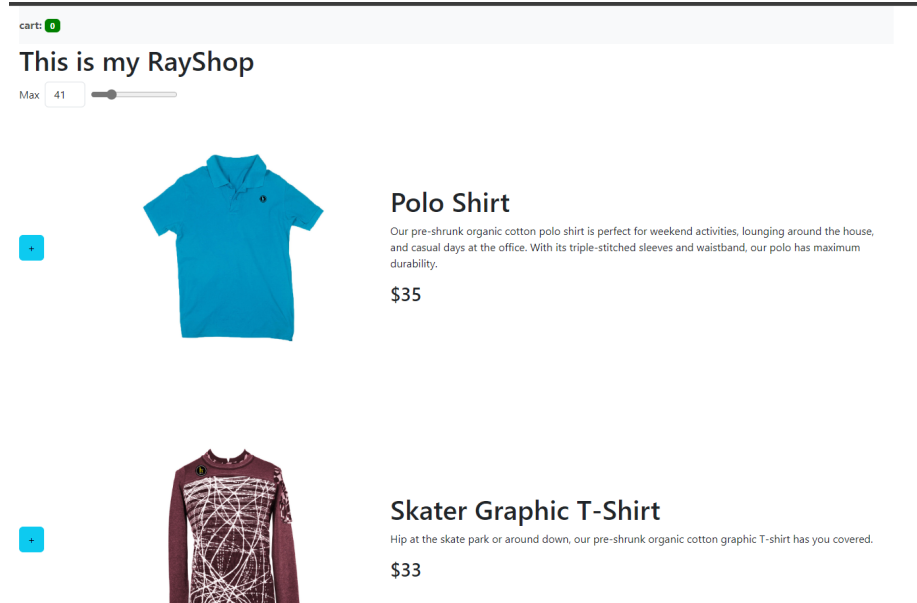 cart: 0
This is my RayShop
Max 41
Polo Shirt
Our pre-shrunk organic cotton polo shirt is perfect for weekend activities, lounging around the house,
and casual days at the office. With its triple-stitched sleeves and waistband, our polo has maximum
durability.
+
$35
Skater Graphic T-Shirt
Hip at the skate park or around down, our pre-shrunk organic cotton graphic T-shirt has you covered.
+
$33